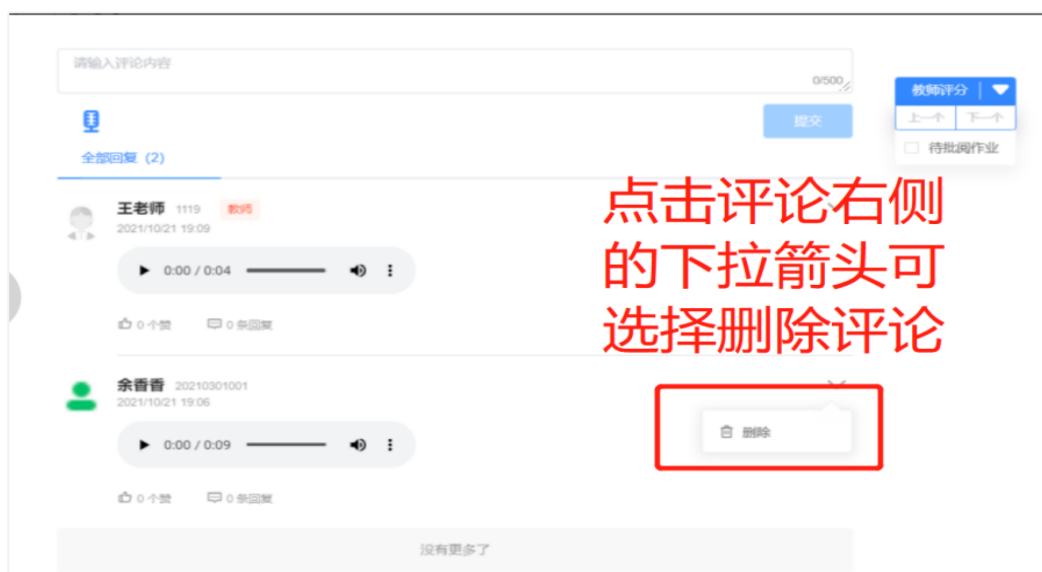 请输入评论内容
0/500
教师评分
上一个 下一个
待批阅作业
提交
全部回复 (2)
王老师 1119 教师
2021/10/21 19:09
0:00 / 0:04
0 个赞 0 条回复
点击评论右侧
的下拉箭头可
选择删除评论
余香香 20210301001
2021/10/21 19:06
删除
0:00 / 0:09
0 个赞 0 条回复
没有更多了